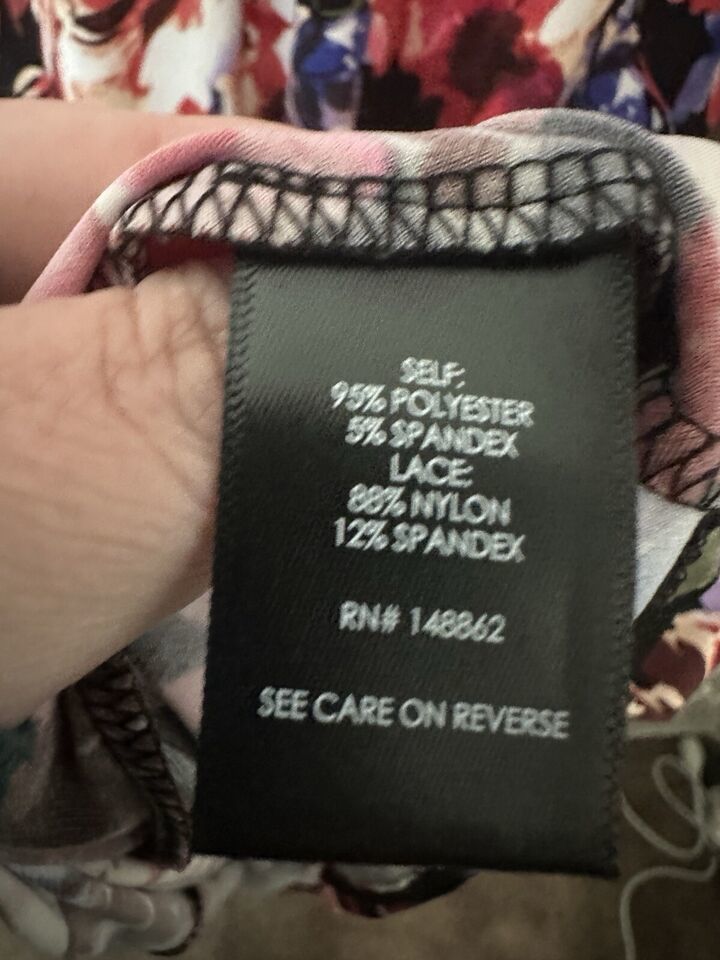 SELF:
95% POLYESTER
5% SPANDEX
LACE:
88% NYLON
12% SPANDEX
RN# 148862
SEE CARE ON REVERSE